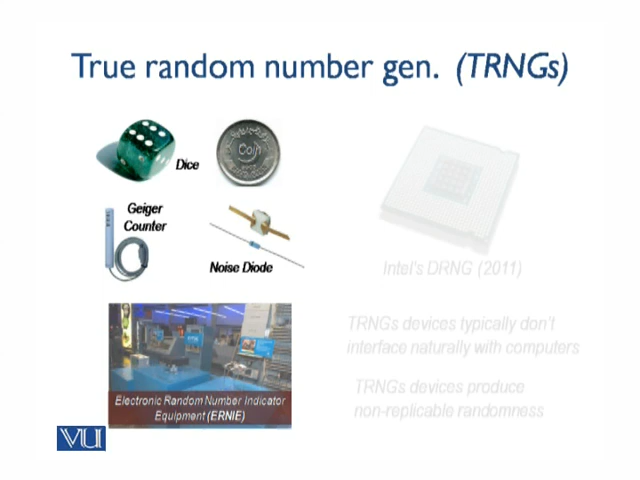 True random number gen. (TRNGs)
Dice
Coin
Geiger
Counter
Noise Diode
Intel's DRNG (2011)
TRNGs devices typically don't
interface naturally with computers
TRNGs devices produce
non-replicable randomness
Electronic Random Number Indicator
Equipment (ERNIE)
VU